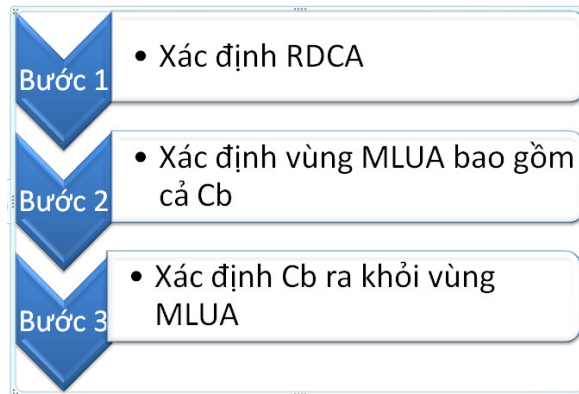 Bước 1
• Xác định RDCA
Bước 2
• Xác định vùng MLUA bao gồm
cả Cb
Bước 3
• Xác định Cb ra khỏi vùng
MLUA